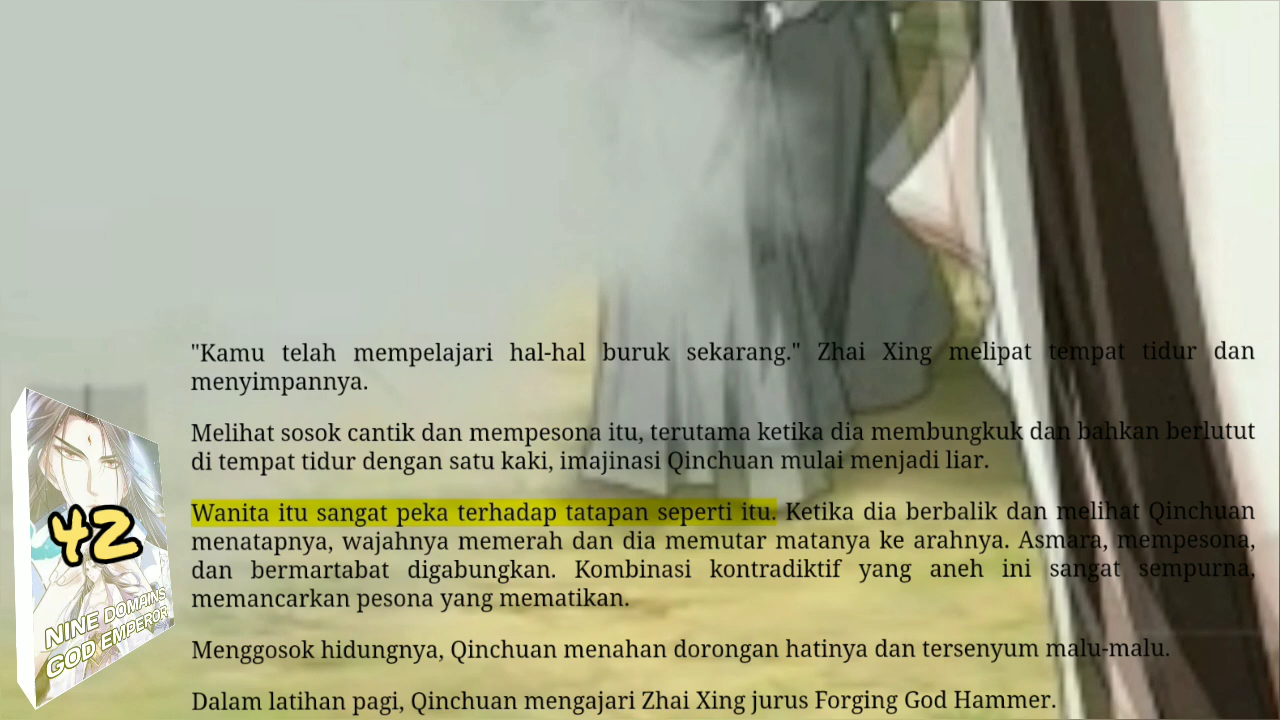 "Kamu telah mempelajari hal-hal buruk sekarang." Zhai Xing melipat tempat tidur dan
menyimpannya.
Melihat sosok cantik dan mempesona itu, terutama ketika dia membungkuk dan bahkan berlutut
di tempat tidur dengan satu kaki, imajinasi Qinchuan mulai menjadi liar.
Wanita itu sangat peka terhadap tatapan seperti itu. Ketika dia berbalik dan melihat Qinchuan
menatapnya, wajahnya memerah dan dia memutar matanya ke arahnya. Asmara, mempesona,
dan bermartabat digabungkan. Kombinasi kontradiktif yang aneh ini sangat sempurna,
memancarkan pesona yang mematikan.
Menggosok hidungnya, Qinchuan menahan dorongan hatinya dan tersenyum malu-malu.
Dalam latihan pagi, Qinchuan mengajari Zhai Xing jurus Forging God Hammer.
42
NINE DOMAINS
GOD EMPEROR